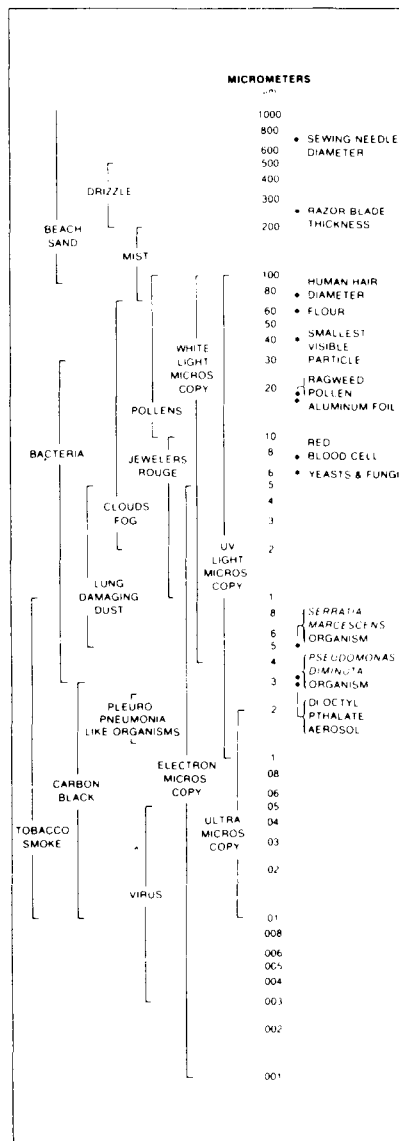 MICROMETERS
1000
800
600
500
400
300
200
100
80
60
50
40
30
20
10
8
6
5
4
3
2
1
8
6
5
4
3
2
1
08
06
05
04
03
02
01
008
006
005
004
003
002
001
SEWING NEEDLE
DIAMETER
RAZOR BLADE
THICKNESS
HUMAN HAIR
DIAMETER
FLOUR
SMALLEST
VISIBLE
PARTICLE
RAGWEED
POLLEN
ALUMINUM FOIL
RED
BLOOD CELL
YEASTS & FUNGI
SERRATIA
MARCESCENS
ORGANISM
PSEUDOMONAS
DIMINUTA
ORGANISM
DI OCTYL
PTHALATE
AEROSOL
DRIZZLE
BEACH
SAND
MIST
WHITE
LIGHT
MICROS
COPY
POLLENS
BACTERIA
JEWELERS
ROUGE
CLOUDS
FOG
UV
LIGHT
MICROS
COPY
LUNG
DAMAGING
DUST
PLEURO
PNEUMONIA
LIKE ORGANISMS
ELECTRON
MICROS
COPY
CARBON
BLACK
TOBACCO
SMOKE
ULTRA
MICROS
COPY
VIRUS